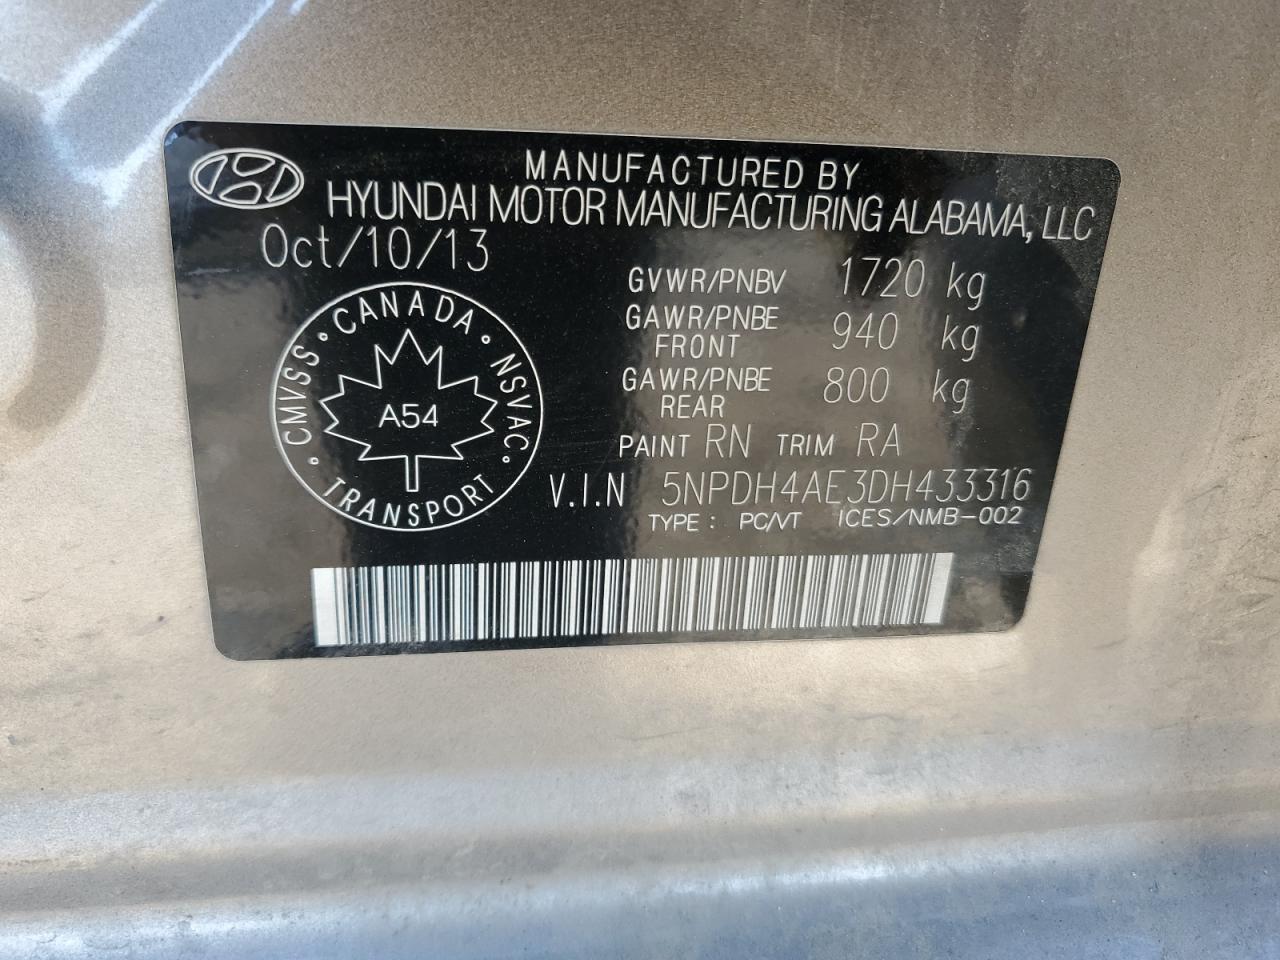 MANUFACTURED BY
HYUNDAI MOTOR MANUFACTURING ALABAMA, LLC
Oct/10/13
GVWR/PNBV 1720 kg
GAWR/PNBE FRONT 940 kg
GAWR/PNBE REAR 800 kg
PAINT RN TRIM RA
V.I.N 5NPDH4AE3DH433316
TYPE : PC/VT ICES/NMB-002
CANADA
CMVSS NSVAC
A54
TRANSPORT